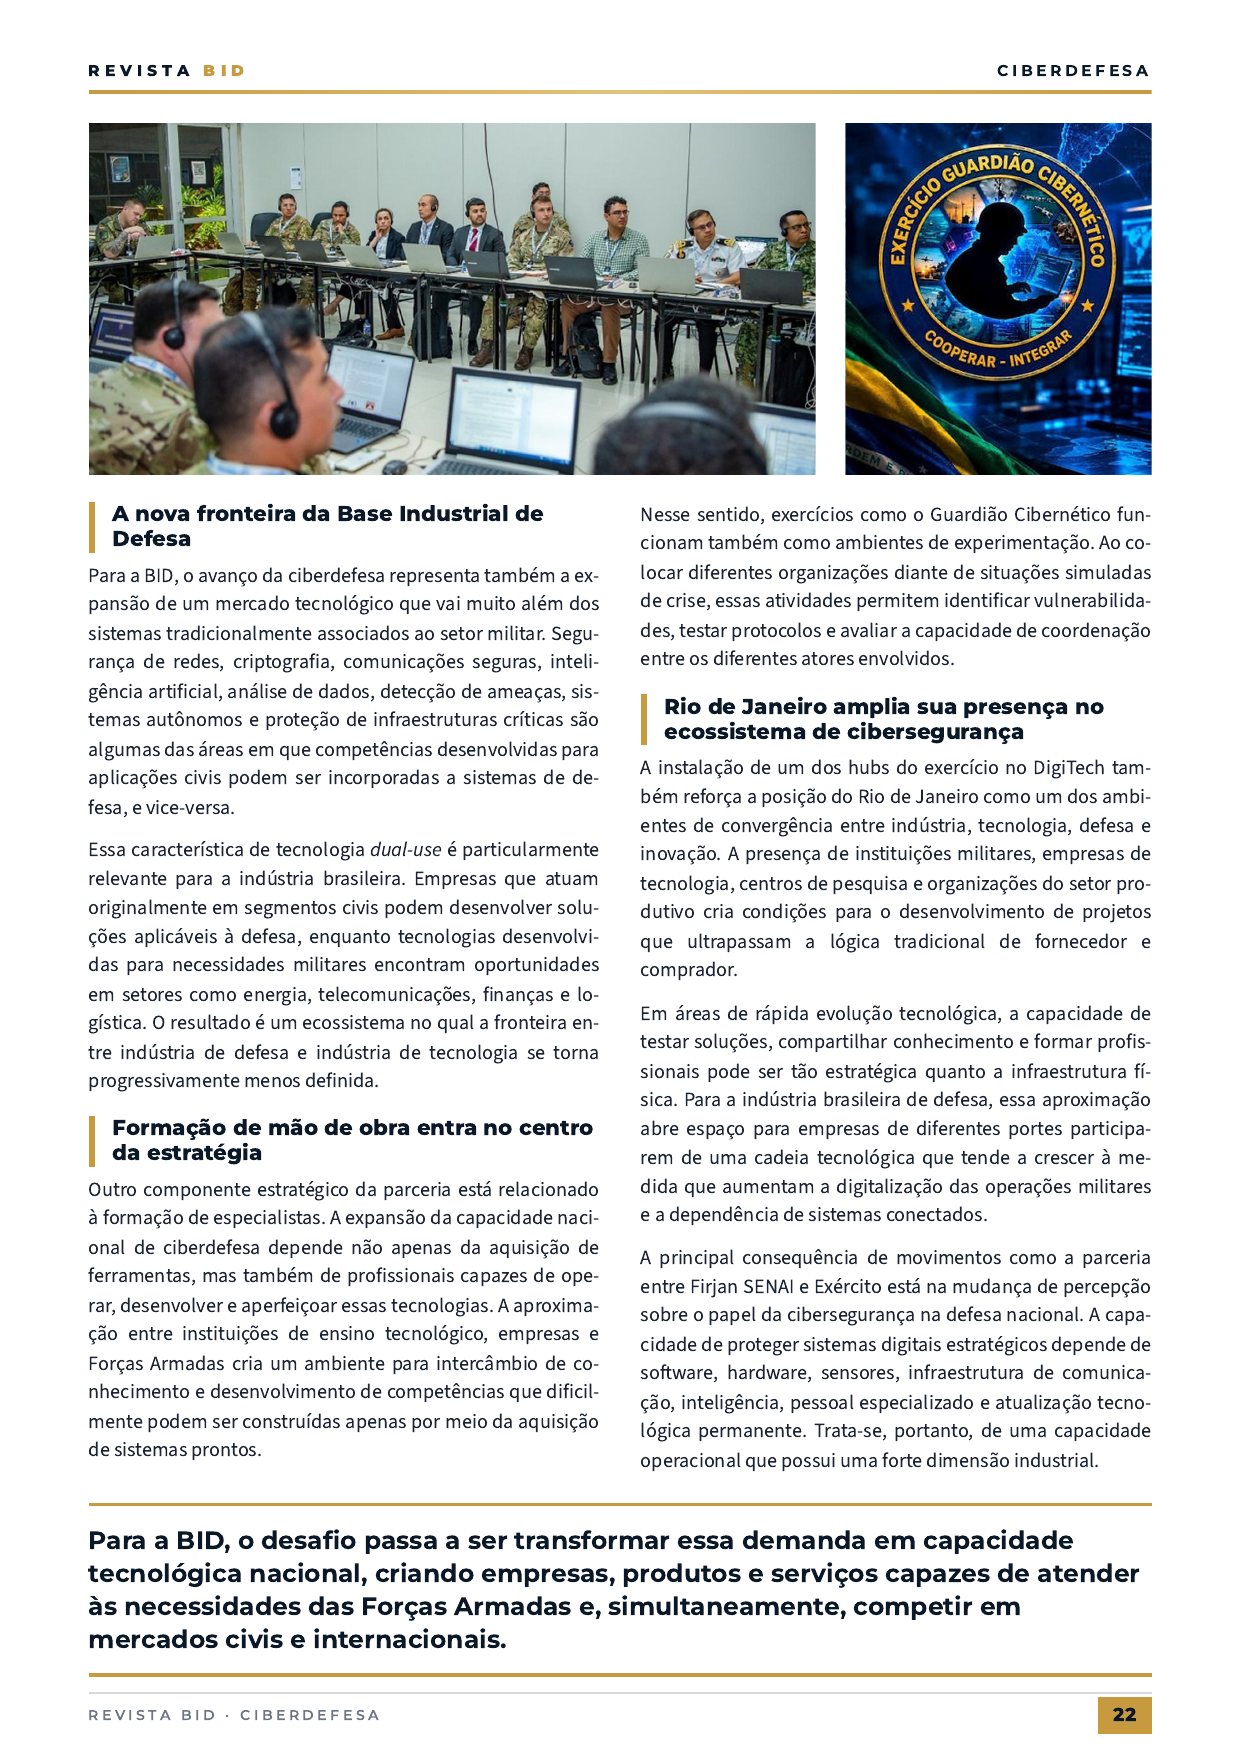 REVISTA BID
CIBERDEFESA
EXERCÍCIO GUARDIÃO CIBERNÉTICO
COOPERAR - INTEGRAR
A nova fronteira da Base Industrial de
Defesa
Para a BID, o avanço da ciberdefesa representa também a ex-
pansão de um mercado tecnológico que vai muito além dos
sistemas tradicionalmente associados ao setor militar. Segu-
rança de redes, criptografia, comunicações seguras, inteli-
gência artificial, análise de dados, detecção de ameaças, sis-
temas autônomos e proteção de infraestruturas críticas são
algumas das áreas em que competências desenvolvidas para
aplicações civis podem ser incorporadas a sistemas de de-
fesa, e vice-versa.
Essa característica de tecnologia dual-use é particularmente
relevante para a indústria brasileira. Empresas que atuam
originalmente em segmentos civis podem desenvolver solu-
ções aplicáveis à defesa, enquanto tecnologias desenvolvi-
das para necessidades militares encontram oportunidades
em setores como energia, telecomunicações, finanças e lo-
gística. O resultado é um ecossistema no qual a fronteira en-
tre indústria de defesa e indústria de tecnologia se torna
progressivamente menos definida.
Formação de mão de obra entra no centro
da estratégia
Outro componente estratégico da parceria está relacionado
à formação de especialistas. A expansão da capacidade naci-
onal de ciberdefesa depende não apenas da aquisição de
ferramentas, mas também de profissionais capazes de ope-
rar, desenvolver e aperfeiçoar essas tecnologias. A aproxima-
ção entre instituições de ensino tecnológico, empresas e
Forças Armadas cria um ambiente para intercâmbio de co-
nhecimento e desenvolvimento de competências que dificil-
mente podem ser construídas apenas por meio da aquisição
de sistemas prontos.
Nesse sentido, exercícios como o Guardião Cibernético fun-
cionam também como ambientes de experimentação. Ao co-
locar diferentes organizações diante de situações simuladas
de crise, essas atividades permitem identificar vulnerabilida-
des, testar protocolos e avaliar a capacidade de coordenação
entre os diferentes atores envolvidos.
Rio de Janeiro amplia sua presença no
ecossistema de cibersegurança
A instalação de um dos hubs do exercício no DigiTech tam-
bém reforça a posição do Rio de Janeiro como um dos ambi-
entes de convergência entre indústria, tecnologia, defesa e
inovação. A presença de instituições militares, empresas de
tecnologia, centros de pesquisa e organizações do setor pro-
dutivo cria condições para o desenvolvimento de projetos
que ultrapassam a lógica tradicional de fornecedor e
comprador.
Em áreas de rápida evolução tecnológica, a capacidade de
testar soluções, compartilhar conhecimento e formar profis-
sionais pode ser tão estratégica quanto a infraestrutura fí-
sica. Para a indústria brasileira de defesa, essa aproximação
abre espaço para empresas de diferentes portes participa-
rem de uma cadeia tecnológica que tende a crescer à me-
dida que aumentam a digitalização das operações militares
e a dependência de sistemas conectados.
A principal consequência de movimentos como a parceria
entre Firjan SENAI e Exército está na mudança de percepção
sobre o papel da cibersegurança na defesa nacional. A capa-
cidade de proteger sistemas digitais estratégicos depende de
software, hardware, sensores, infraestrutura de comunica-
ção, inteligência, pessoal especializado e atualização tecno-
lógica permanente. Trata-se, portanto, de uma capacidade
operacional que possui uma forte dimensão industrial.
Para a BID, o desafio passa a ser transformar essa demanda em capacidade
tecnológica nacional, criando empresas, produtos e serviços capazes de atender
às necessidades das Forças Armadas e, simultaneamente, competir em
mercados civis e internacionais.
REVISTA BID · CIBERDEFESA
22